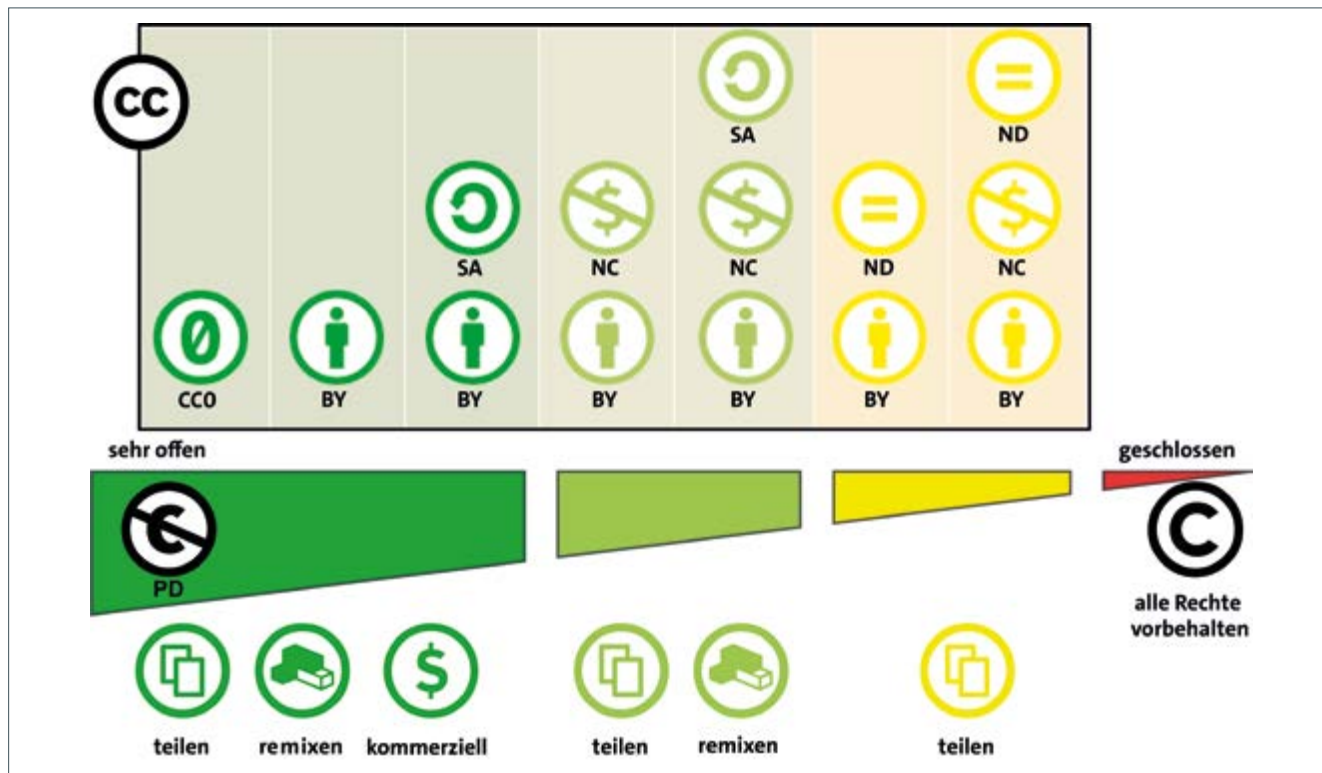 cc
SA ND
SA NC NC ND NC
CC0 BY BY BY BY BY BY
sehr offen
geschlossen
PD
alle Rechte
vorbehalten
teilen remixen kommerziell teilen remixen teilen